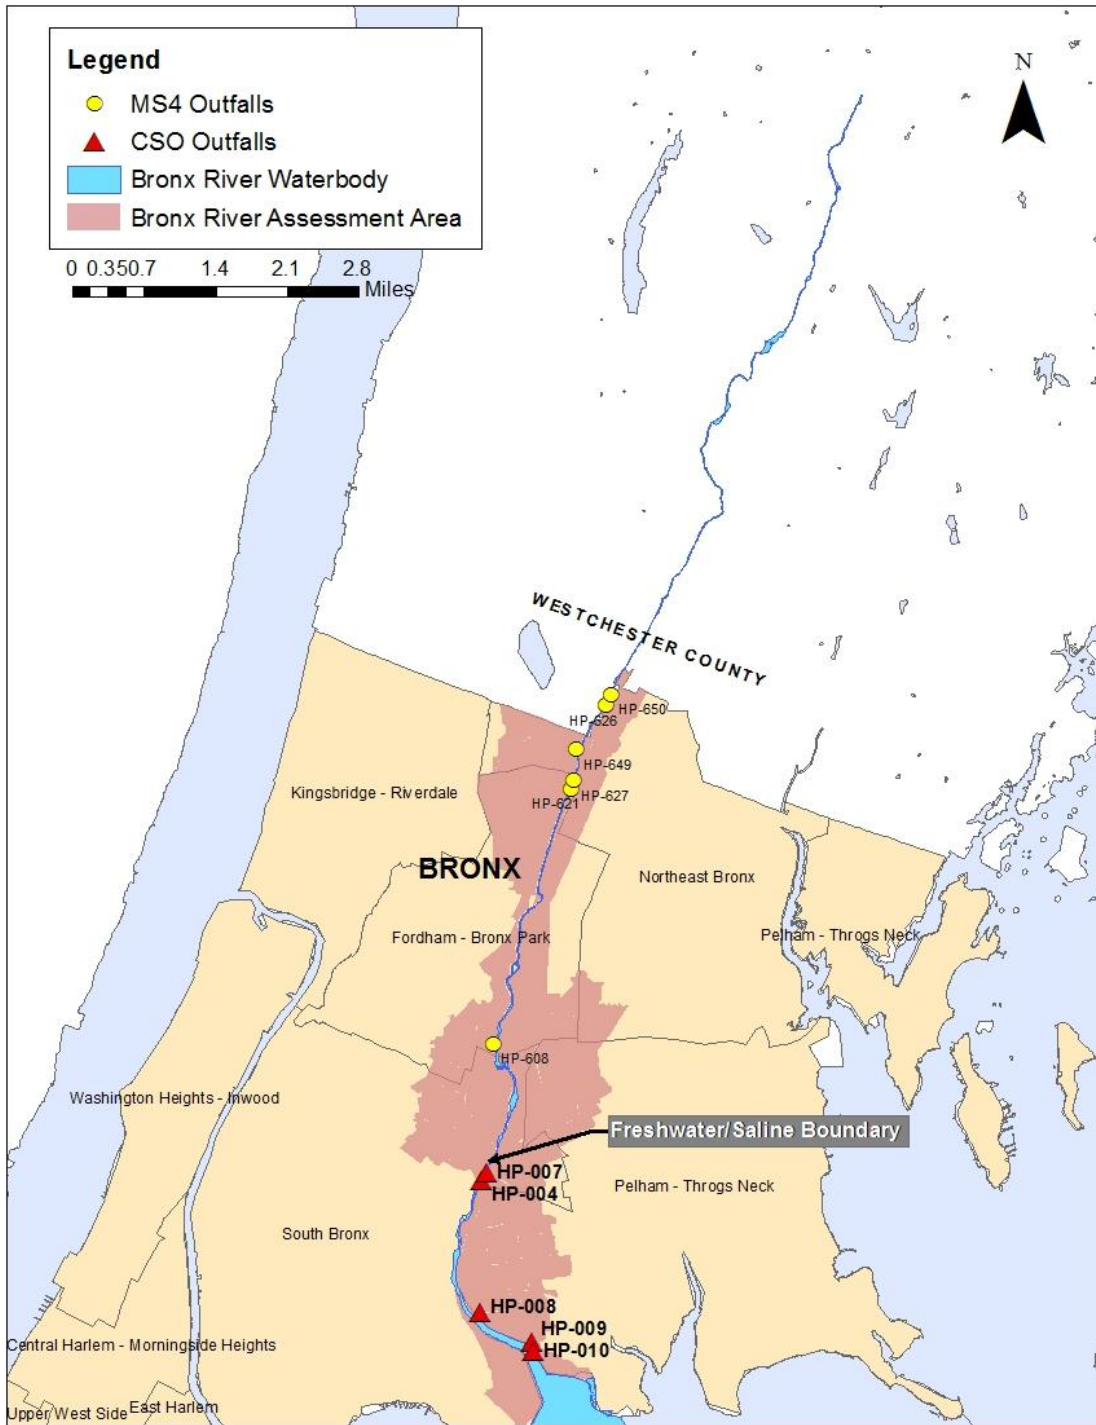 Legend
MS4 Outfalls
CSO Outfalls
Bronx River Waterbody
Bronx River Assessment Area
N
0 0.350.7 1.4 2.1 2.8
Miles
WESTCHESTER COUNTY
HP-650
HP-626
HP-649
HP-627
HP-621
Kingsbridge - Riverdale
BRONX
Northeast Bronx
Fordham - Bronx Park
Pelham - Throgs Neck
HP-608
Washington Heights - Inwood
Freshwater/Saline Boundary
HP-007
HP-004
Pelham - Throgs Neck
South Bronx
HP-008
HP-009
HP-010
Central Harlem - Morningside Heights
East Harlem
Upper West Side